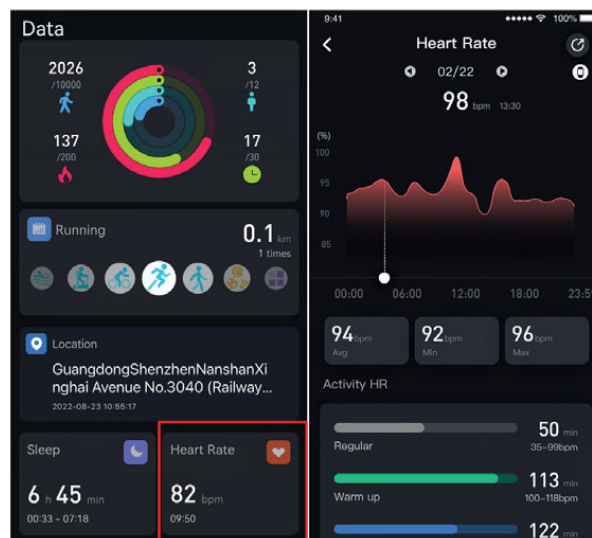 Data
2026
/10000
3
/12
137
/200
17
/30
Running
0.1 km
1 times
Location
GuangdongShenzhenNanshanXi
nghai Avenue No.3040 (Railway...
2022-08-23 10:55:17
Sleep
6 h 45 min
00:33 - 07:18
Heart Rate
82 bpm
09:50
9:41
100%
Heart Rate
02/22
98 bpm 13:30
(%)
100
95
90
85
00:00 06:00 12:00 18:00 23:59
94 bpm
Avg
92 bpm
Min
96 bpm
Max
Activity HR
50 min
Regular
35-99bpm
113 min
Warm up
100-118bpm
122 min